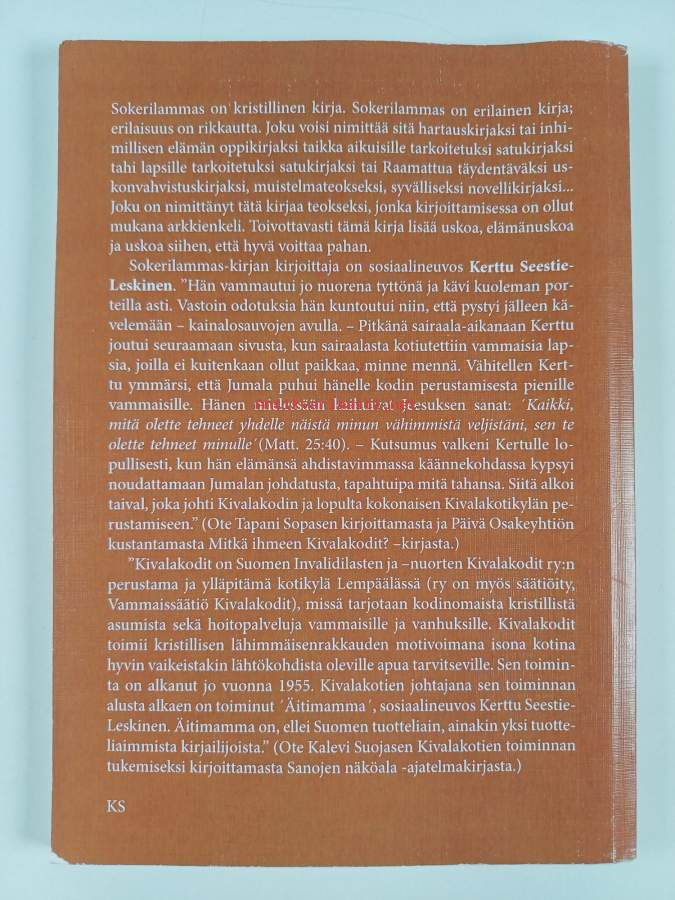 Sokerilammas on kristillinen kirja. Sokerilammas on erilainen kirja;
erilaisuus on rikkautta. Joku voisi nimittää sitä hartauskirjaksi tai inhi-
millisen elämän oppikirjaksi taikka aikuisille tarkoitetuksi satukirjaksi
tahi lapsille tarkoitetuksi satukirjaksi tai Raamattua täydentäväksi us-
konvahvistuskirjaksi, muistelmateokseksi, syvälliseksi novellikirjaksi...
Joku on nimittänyt tätä kirjaa teokseksi, jonka kirjoittamisessa on ollut
mukana arkkienkeli. Toivottavasti tämä kirja lisää uskoa, elämänuskoa
ja uskoa siihen, että hyvä voittaa pahan.
Sokerilammas-kirjan kirjoittaja on sosiaalineuvos Kerttu Seestie-
Leskinen. ”Hän vammautui jo nuorena tyttönä ja kävi kuoleman por-
teilla asti. Vastoin odotuksia hän kuntoutui niin, että pystyi jälleen kä-
velemään – kainalosauvojen avulla. – Pitkänä sairaala-aikanaan Kerttu
joutui seuraamaan sivusta, kun sairaalasta kotiutettiin vammaisia lap-
sia, joilla ei kuitenkaan ollut paikkaa, minne mennä. Vähitellen Kert-
tu ymmärsi, että Jumala puhui hänelle kodin perustamisesta pienille
vammaisille. Hänen mielessään kaikuivat Jeesuksen sanat: ´Kaikki,
mitä olette tehneet yhdelle näistä minun vähimmistä veljistäni, sen te
olette tehneet minulle´(Matt. 25:40). – Kutsumus valkeni Kertulle lo-
pullisesti, kun hän elämänsä ahdistavimmassa käännekohdassa kypsyi
noudattamaan Jumalan johdatusta, tapahtuipa mitä tahansa. Siitä alkoi
taival, joka johti Kivalakodin ja lopulta kokonaisen Kivalakotikylän pe-
rustamiseen.” (Ote Tapani Sopasen kirjoittamasta ja Päivä Osakeyhtiön
kustantamasta Mitkä ihmeen Kivalakodit? –kirjasta.)
”Kivalakodit on Suomen Invalidilasten ja –nuorten Kivalakodit ry:n
perustama ja ylläpitämä kotikylä Lempäälässä (ry on myös säätiöity,
Vammaissäätiö Kivalakodit), missä tarjotaan kodinomaista kristillistä
asumista sekä hoitopalveluja vammaisille ja vanhuksille. Kivalakodit
toimii kristillisen lähimmäisenrakkauden motivoimana isona kotina
hyvin vaikeistakin lähtökohdista oleville apua tarvitseville. Sen toimin-
ta on alkanut jo vuonna 1955. Kivalakotien johtajana sen toiminnan
alusta alkaen on toiminut ´Äitimamma´, sosiaalineuvos Kerttu Seestie-
Leskinen. Äitimamma on, ellei Suomen tuotteliain, ainakin yksi tuotte-
liaimmista kirjailijoista.” (Ote Kalevi Suojasen Kivalakotien toiminnan
tukemiseksi kirjoittamasta Sanojen näköala -ajatelmakirjasta.)
KS